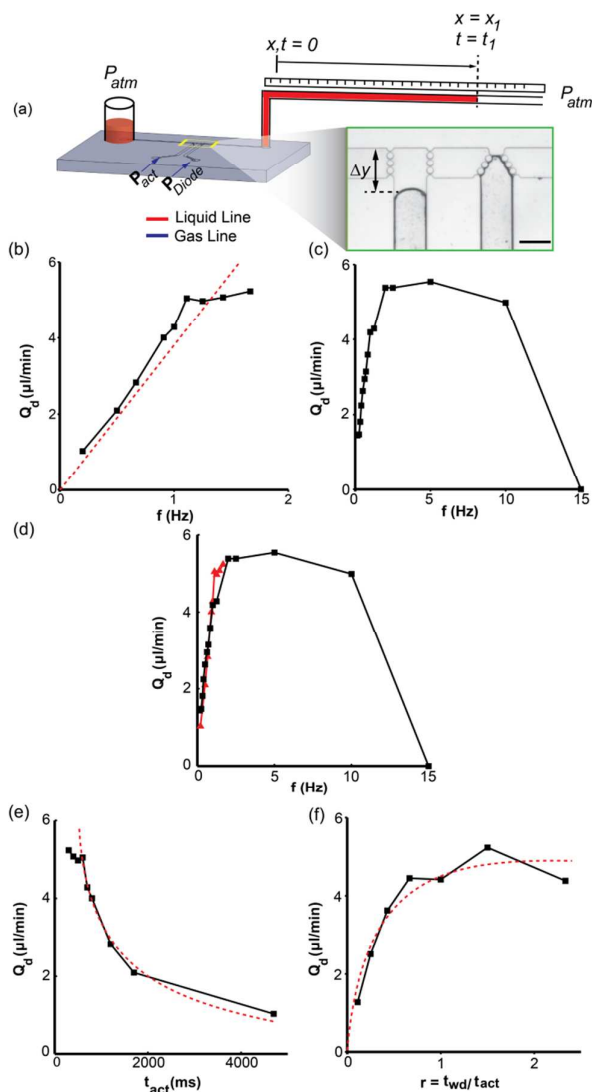 x = x1
t = t1
x,t = 0
Patm
Patm
(a)
Pact
PDiode
Δy
Liquid Line
Gas Line
(b)
6
4
2
0
Qd (µl/min)
0
1
2
f (Hz)
(c)
6
4
2
0
Qd (µl/min)
0
5
10
15
f (Hz)
(d)
6
4
2
0
Qd (µl/min)
0
5
10
15
f (Hz)
(e)
6
4
2
0
Qd (µl/min)
0
2000
4000
tact(ms)
(f)
6
4
2
0
Qd (µl/min)
0
1
2
r = twd/ tact